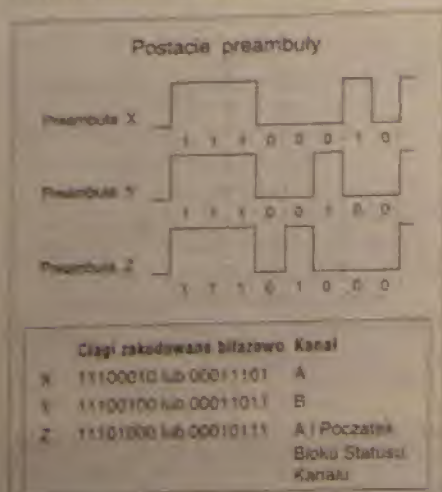 Postacie preambuły
Preambuła X
1 1 1 0 0 0 1 0
Preambuła Y
1 1 1 0 0 1 0 0
Preambuła Z
1 1 1 0 1 0 0 0
Ciągi zakodowane bifazowo Kanał
X 11100010 lub 00011101 A
Y 11100100 lub 00011011 B
Z 11101000 lub 00010111 A i Początek
Bloku Statusu
Kanału